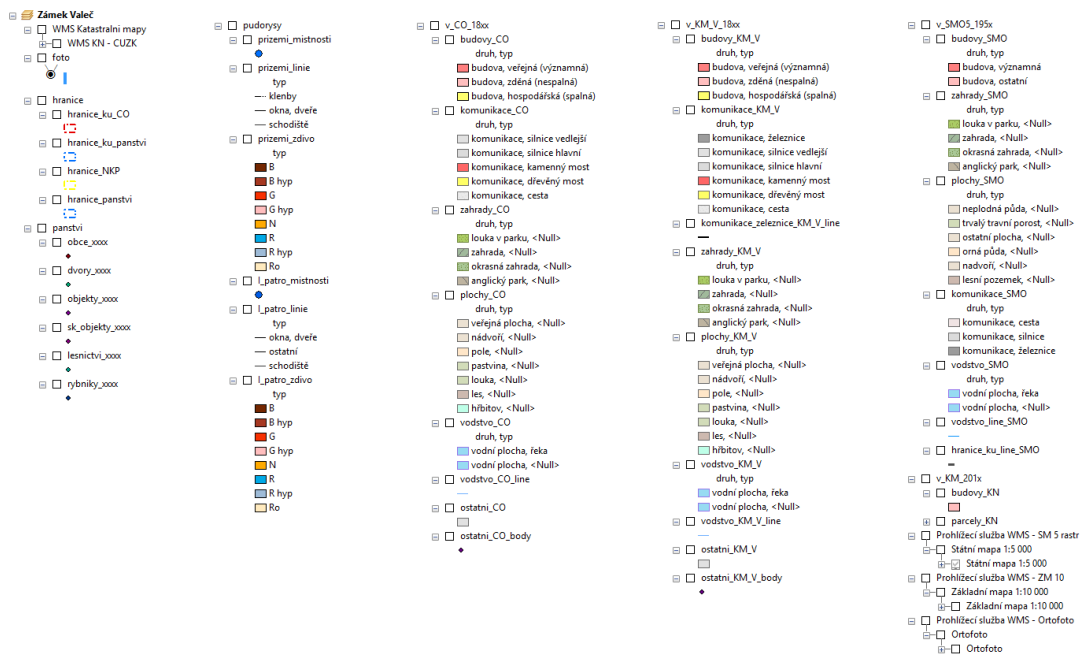 Zámek Valeč
WMS Katastralni mapy
WMS KN - CUZK
foto
hranice
hranice_ku_CO
hranice_ku_panstvi
hranice_NKP
hranice_panstvi
panstvi
obce_xxxx
dvory_xxxx
objekty_xxxx
sk_objekty_xxxx
lesnictvi_xxxx
rybniky_xxxx
pudorysy
prizemi_mistnosti
prizemi_linie
typ
klenby
okna, dveře
schodiště
prizemi_zdivo
typ
B
B hyp
G
G hyp
N
R
R hyp
Ro
I_patro_mistnosti
I_patro_linie
typ
okna, dveře
ostatní
schodiště
I_patro_zdivo
typ
B
B hyp
G
G hyp
N
R
R hyp
Ro
v_CO_18xx
budovy_CO
druh, typ
budova, veřejná (významná)
budova, zděná (nespalná)
budova, hospodářská (spalná)
komunikace_CO
druh, typ
komunikace, silnice vedlejší
komunikace, silnice hlavní
komunikace, kamenný most
komunikace, dřevěný most
komunikace, cesta
zahrady_CO
druh, typ
louka v parku, <Null>
zahrada, <Null>
okrasná zahrada, <Null>
anglický park, <Null>
plochy_CO
druh, typ
veřejná plocha, <Null>
nádvoří, <Null>
pole, <Null>
pastvina, <Null>
louka, <Null>
les, <Null>
hřbitov, <Null>
vodstvo_CO
druh, typ
vodní plocha, řeka
vodní plocha, <Null>
vodstvo_CO_line
ostatni_CO
ostatni_CO_body
v_KM_V_18xx
budovy_KM_V
druh, typ
budova, veřejná (významná)
budova, zděná (nespalná)
budova, hospodářská (spalná)
komunikace_KM_V
druh, typ
komunikace, železnice
komunikace, silnice vedlejší
komunikace, silnice hlavní
komunikace, kamenný most
komunikace, dřevěný most
komunikace, cesta
komunikace_zeleznice_KM_V_line
zahrady_KM_V
druh, typ
louka v parku, <Null>
zahrada, <Null>
okrasná zahrada, <Null>
anglický park, <Null>
plochy_KM_V
druh, typ
veřejná plocha, <Null>
nádvoří, <Null>
pole, <Null>
pastvina, <Null>
louka, <Null>
les, <Null>
hřbitov, <Null>
vodstvo_KM_V
druh, typ
vodní plocha, řeka
vodní plocha, <Null>
vodstvo_KM_V_line
ostatni_KM_V
ostatni_KM_V_body
v_SMO5_195x
budovy_SMO
druh, typ
budova, významná
budova, ostatní
zahrady_SMO
druh, typ
louka v parku, <Null>
zahrada, <Null>
okrasná zahrada, <Null>
anglický park, <Null>
plochy_SMO
druh, typ
neplodná půda, <Null>
trvalý travní porost, <Null>
ostatní plocha, <Null>
orná půda, <Null>
nadvoří, <Null>
lesní pozemek, <Null>
komunikace_SMO
druh, typ
komunikace, cesta
komunikace, silnice
komunikace, železnice
vodstvo_SMO
druh, typ
vodní plocha, řeka
vodní plocha, <Null>
vodstvo_line_SMO
hranice_ku_line_SMO
v_KM_201x
budovy_KN
parcely_KN
Prohlížecí služba WMS - SM 5 rastr
Státní mapa 1:5 000
Státní mapa 1:5 000
Prohlížecí služba WMS - ZM 10
Základní mapa 1:10 000
Základní mapa 1:10 000
Prohlížecí služba WMS - Ortofoto
Ortofoto
Ortofoto